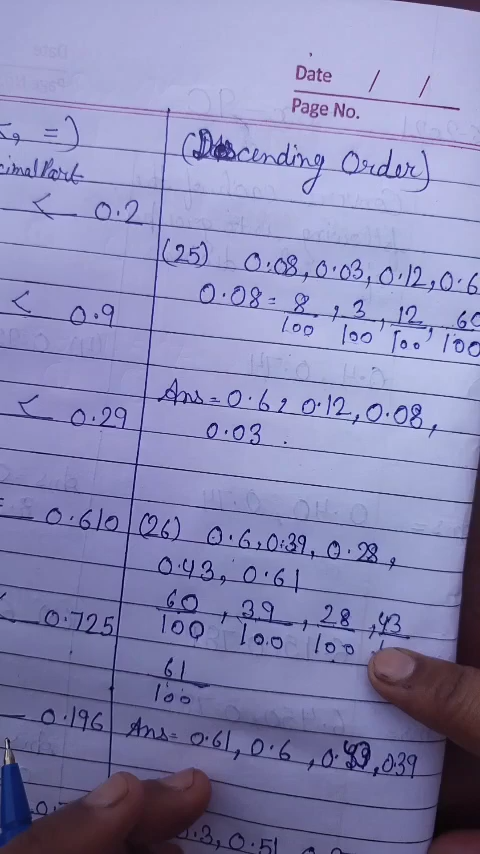 Date / /
Page No.
=)
(Descending Order)
cimal Part
< 0.2
(25) 0.08, 0.03, 0.12, 0.6
0.08 = 8/100, 3/100, 12/100, 60/100
< 0.9
Ans = 0.6, 0.12, 0.08,
0.03.
< 0.29
0.610
(26) 0.6, 0.39, 0.28,
0.43, 0.61
60/100, 39/100, 28/100, 43
61/100
0.725
0.196
Ans = 0.61, 0.6, 0.39
0.3, 0.51